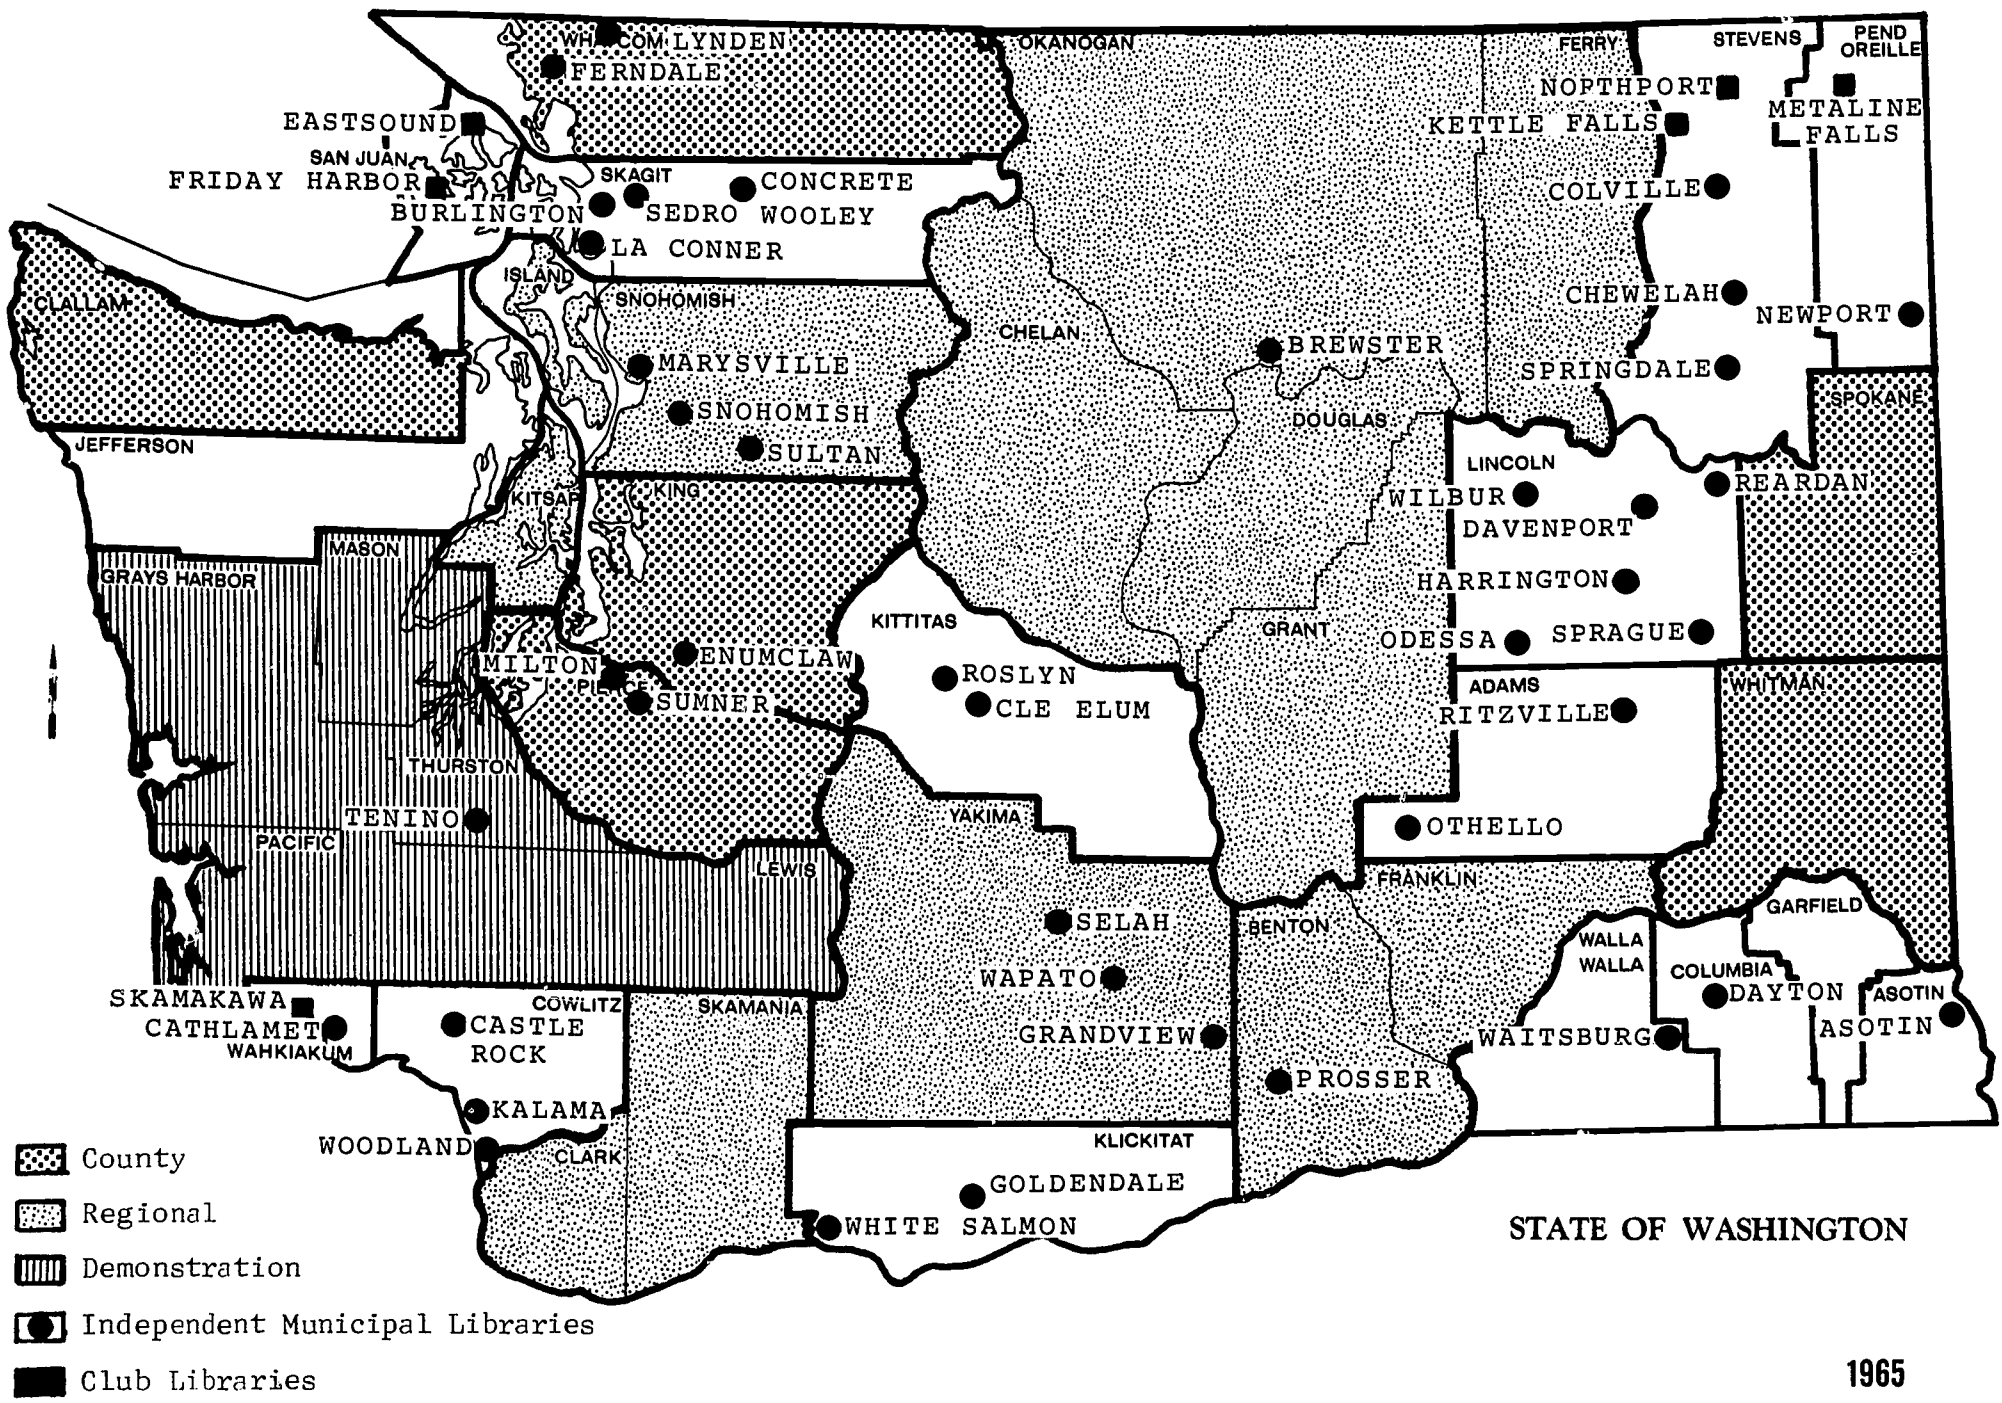 WHATCOM LYNDEN
FERNDALE
OKANOGAN
FERRY
STEVENS
PEND
OREILLE
NORTHPORT
METALINE
FALLS
KETTLE FALLS
EASTSOUND
SAN JUAN
FRIDAY HARBOR
SKAGIT
CONCRETE
BURLINGTON
SEDRO WOOLEY
LA CONNER
COLVILLE
ISLAND
SNOHOMISH
CLALLAM
CHELAN
CHEWELAH
NEWPORT
MARYSVILLE
BREWSTER
SPRINGDALE
SPOKANE
SNOHOMISH
DOUGLAS
JEFFERSON
SULTAN
LINCOLN
KITSAP
KING
WILBUR
REARDAN
DAVENPORT
MASON
GRAYS HARBOR
HARRINGTON
KITTITAS
GRANT
ODESSA
SPRAGUE
MILTON
ENUMCLAW
PIERCE
SUMNER
ROSLYN
CLE ELUM
ADAMS
RITZVILLE
WHITMAN
THURSTON
TENINO
YAKIMA
OTHELLO
PACIFIC
LEWIS
FRANKLIN
GARFIELD
SELAH
BENTON
WALLA
WALLA
WAPATO
COLUMBIA
DAYTON
ASOTIN
SKAMAKAWA
COWLITZ
SKAMANIA
CATHLAMET
WAHKIAKUM
CASTLE
ROCK
GRANDVIEW
WAITSBURG
ASOTIN
PROSSER
KALAMA
WOODLAND
CLARK
KLICKITAT
GOLDENDALE
WHITE SALMON
County
Regional
Demonstration
Independent Municipal Libraries
Club Libraries
STATE OF WASHINGTON
1965